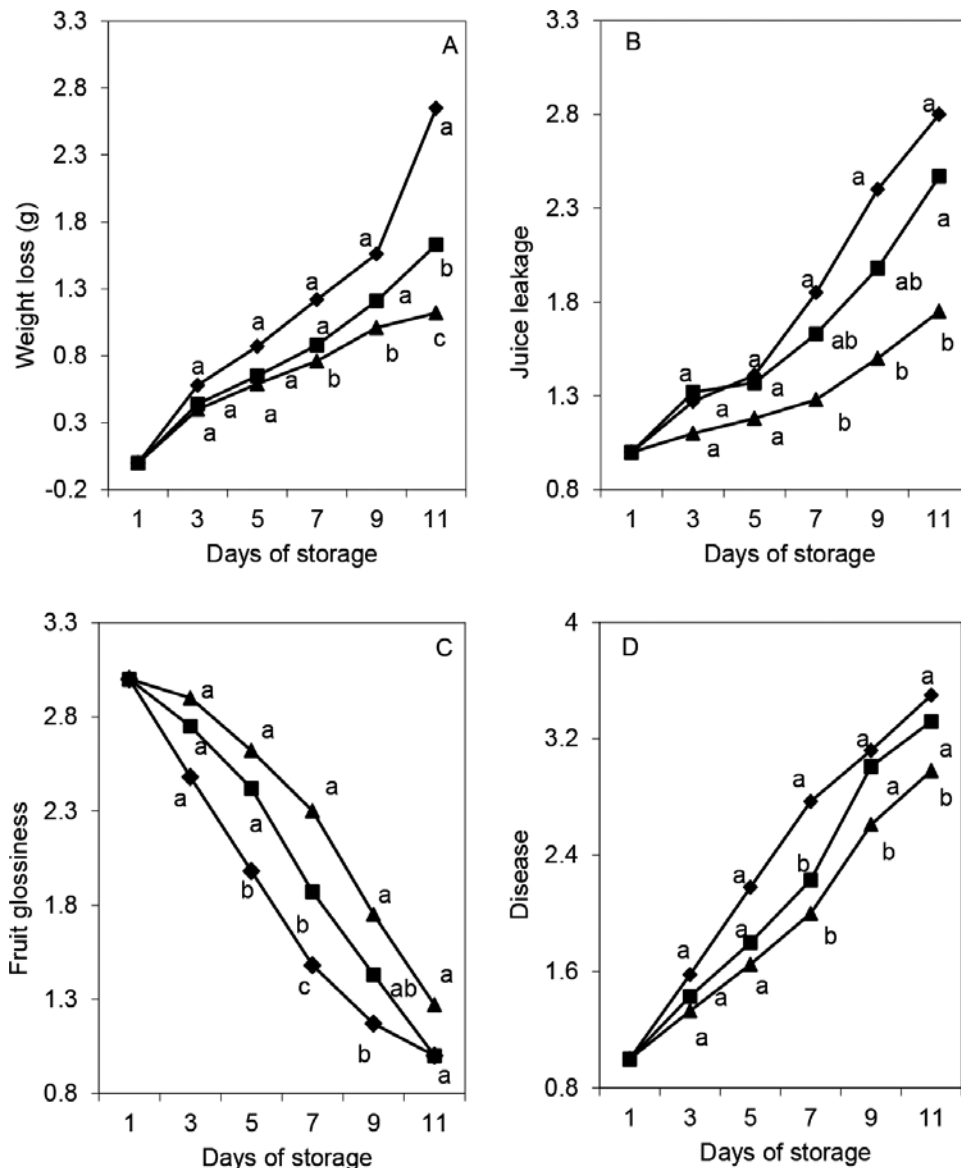 A
3.3
2.8
2.3
1.8
1.3
0.8
0.3
-0.2
Weight loss (g)
a
a
a
a
a
a
a
b
a
a
a
b
b
c
a
1 3 5 7 9 11
Days of storage
B
3.3
2.8
2.3
1.8
1.3
0.8
Juice leakage
a
a
a
a
a
a
a
ab
ab
a
a
a
b
b
b
1 3 5 7 9 11
Days of storage
C
3.3
2.8
2.3
1.8
1.3
0.8
Fruit glossiness
a
a
a
a
a
a
a
b
ab
a
a
b
c
b
1 3 5 7 9 11
Days of storage
D
4
3.2
2.4
1.6
0.8
Disease
a
a
a
a
a
a
a
b
a
a
a
a
b
b
b
1 3 5 7 9 11
Days of storage